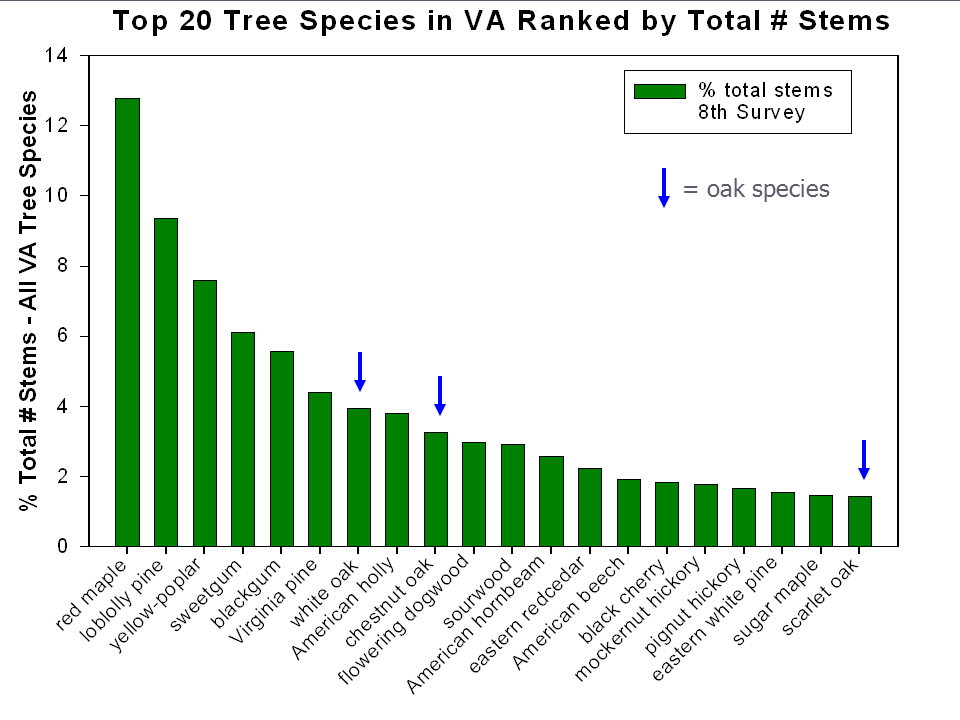 Top 20 Tree Species in VA Ranked by Total # Stems
% Total # Stems - All VA Tree Species
14
12
10
8
6
4
2
0
% total stems
8th Survey
= oak species
red maple
loblolly pine
yellow-poplar
sweetgum
blackgum
Virginia pine
white oak
American holly
chestnut oak
flowering dogwood
sourwood
American hornbeam
eastern redcedar
American beech
black cherry
mockernut hickory
pignut hickory
eastern white pine
sugar maple
scarlet oak